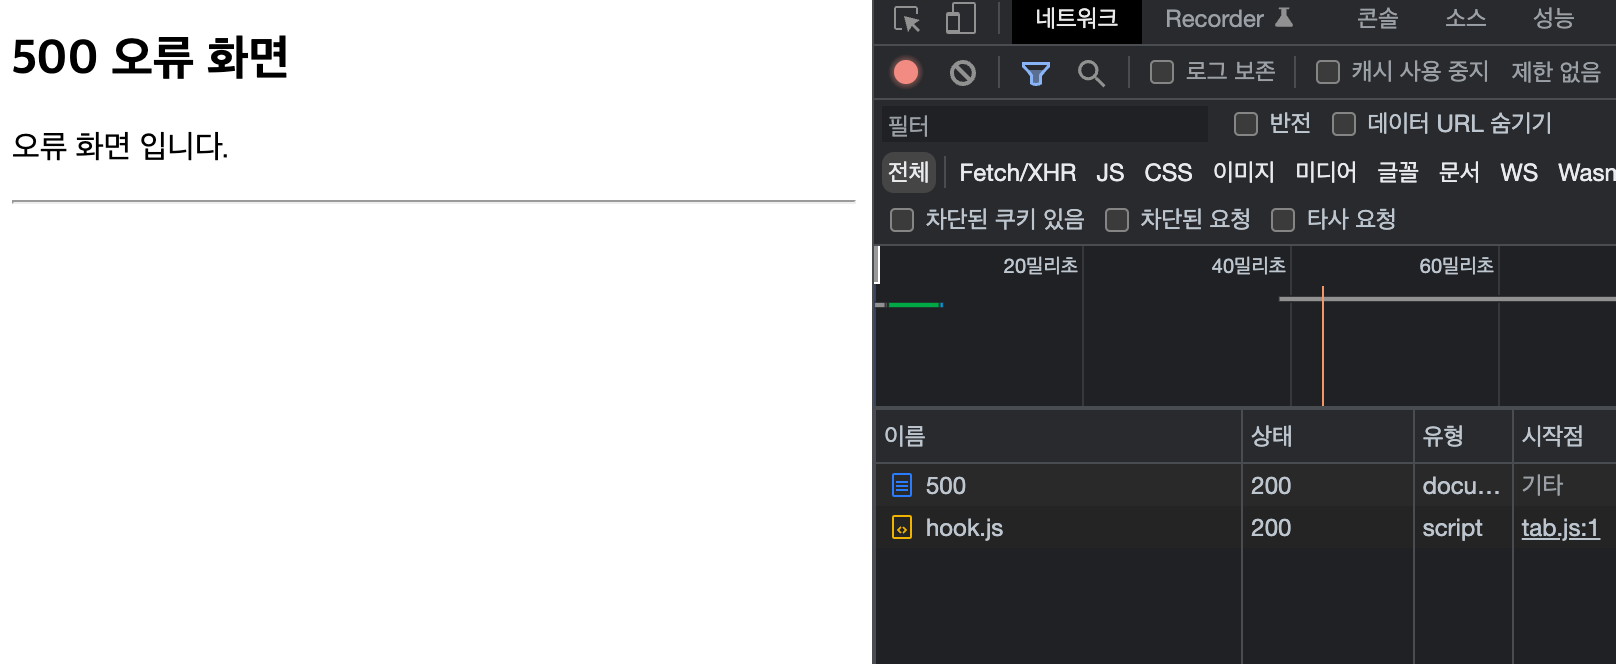 500 오류 화면
오류 화면 입니다.
네트워크 Recorder 콘솔 소스 성능
로그 보존 캐시 사용 중지 제한 없음
필터 반전 데이터 URL 숨기기
전체 Fetch/XHR JS CSS 이미지 미디어 글꼴 문서 WS Wasm
차단된 쿠키 있음 차단된 요청 타사 요청
20밀리초 40밀리초 60밀리초
이름 상태 유형 시작점
500 200 docu... 기타
hook.js 200 script tab.js:1